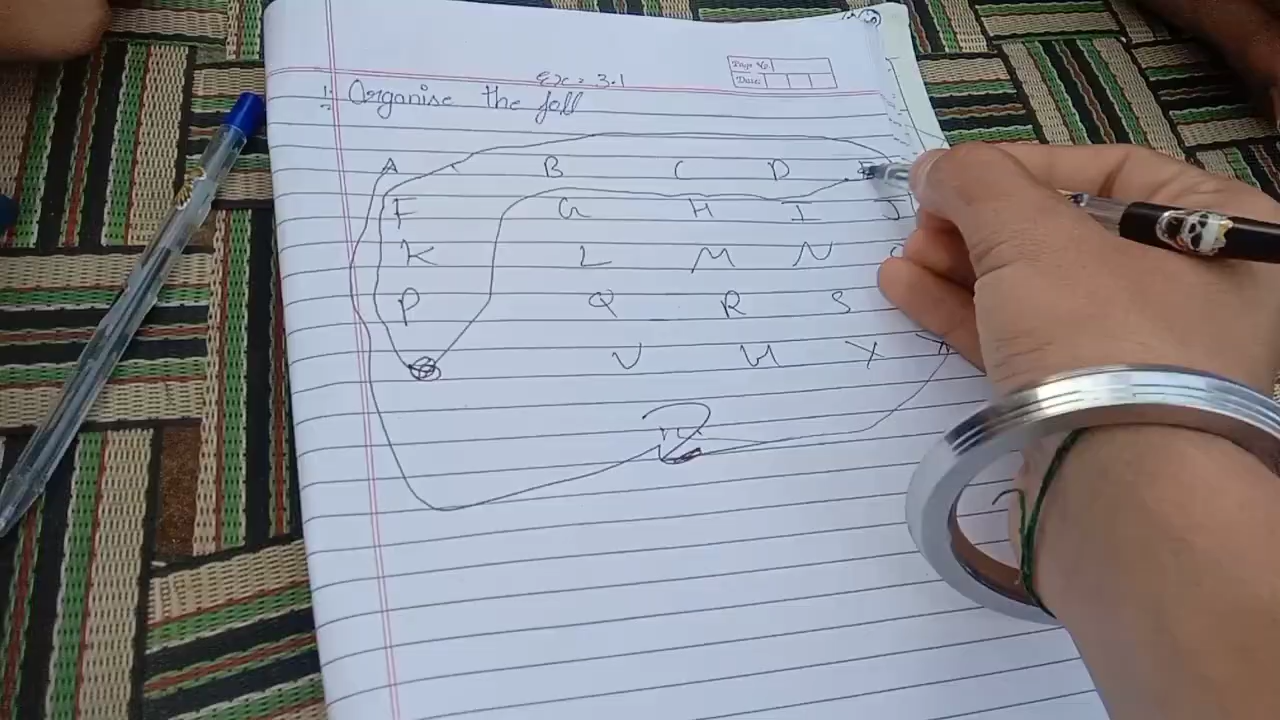 Ex = 3.1
Page No
Date
1. Organise the foll
A B C D E
F G H I J
K L M N
P Q R S
V U X
Z